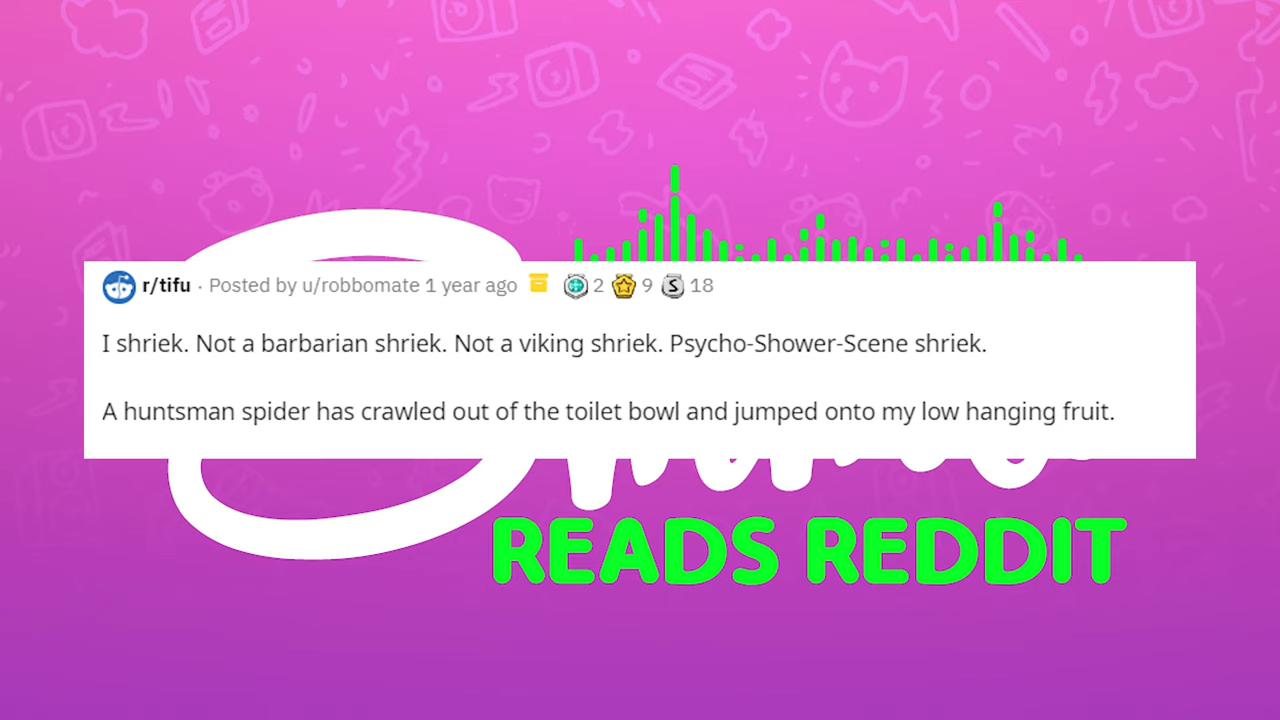 r/tifu · Posted by u/robbomate 1 year ago 2 9 S 18
I shriek. Not a barbarian shriek. Not a viking shriek. Psycho-Shower-Scene shriek.
A huntsman spider has crawled out of the toilet bowl and jumped onto my low hanging fruit.
READS REDDIT